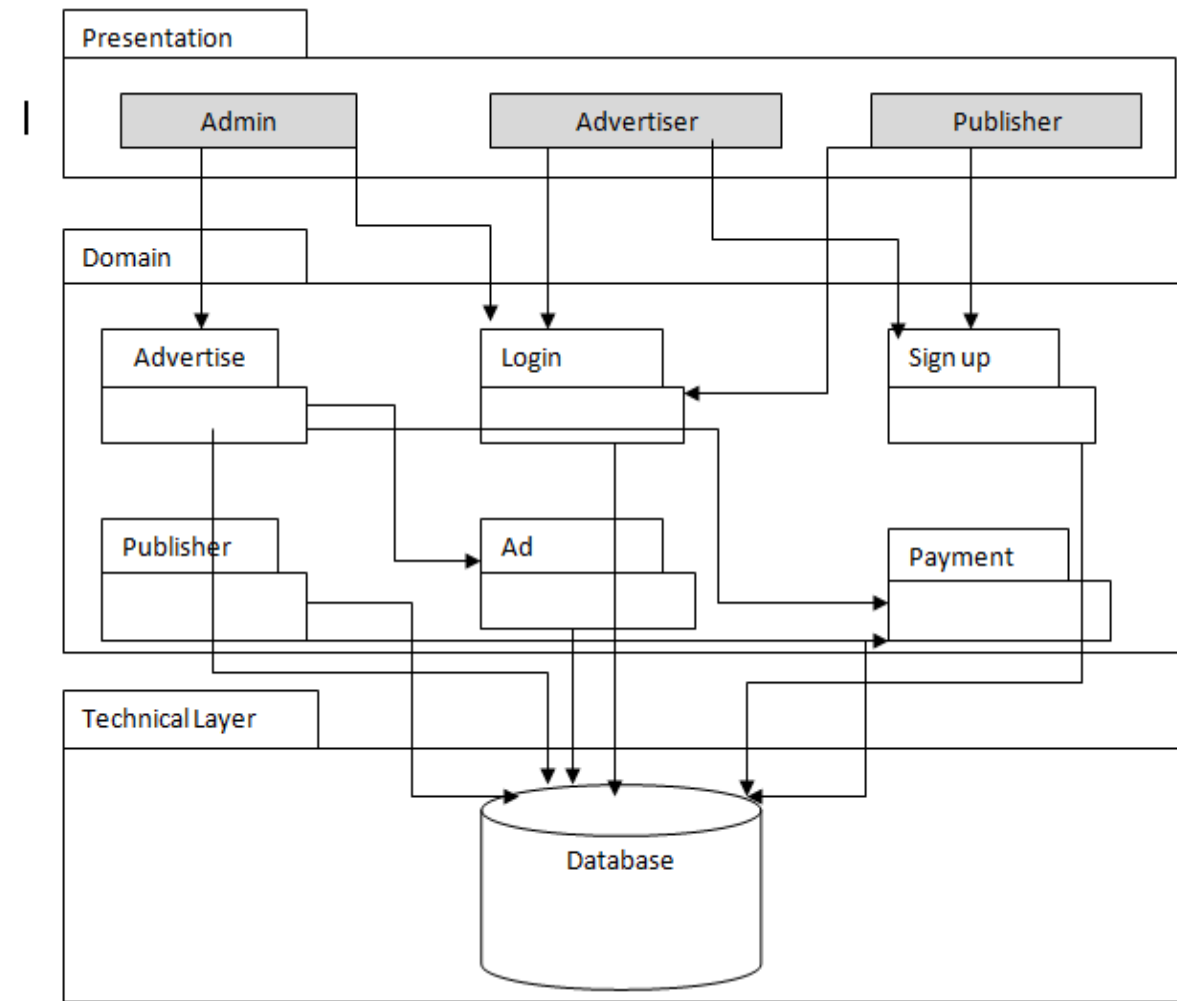 Presentation
Admin
Advertiser
Publisher
Domain
Advertise
Login
Sign up
Publisher
Ad
Payment
Technical Layer
Database